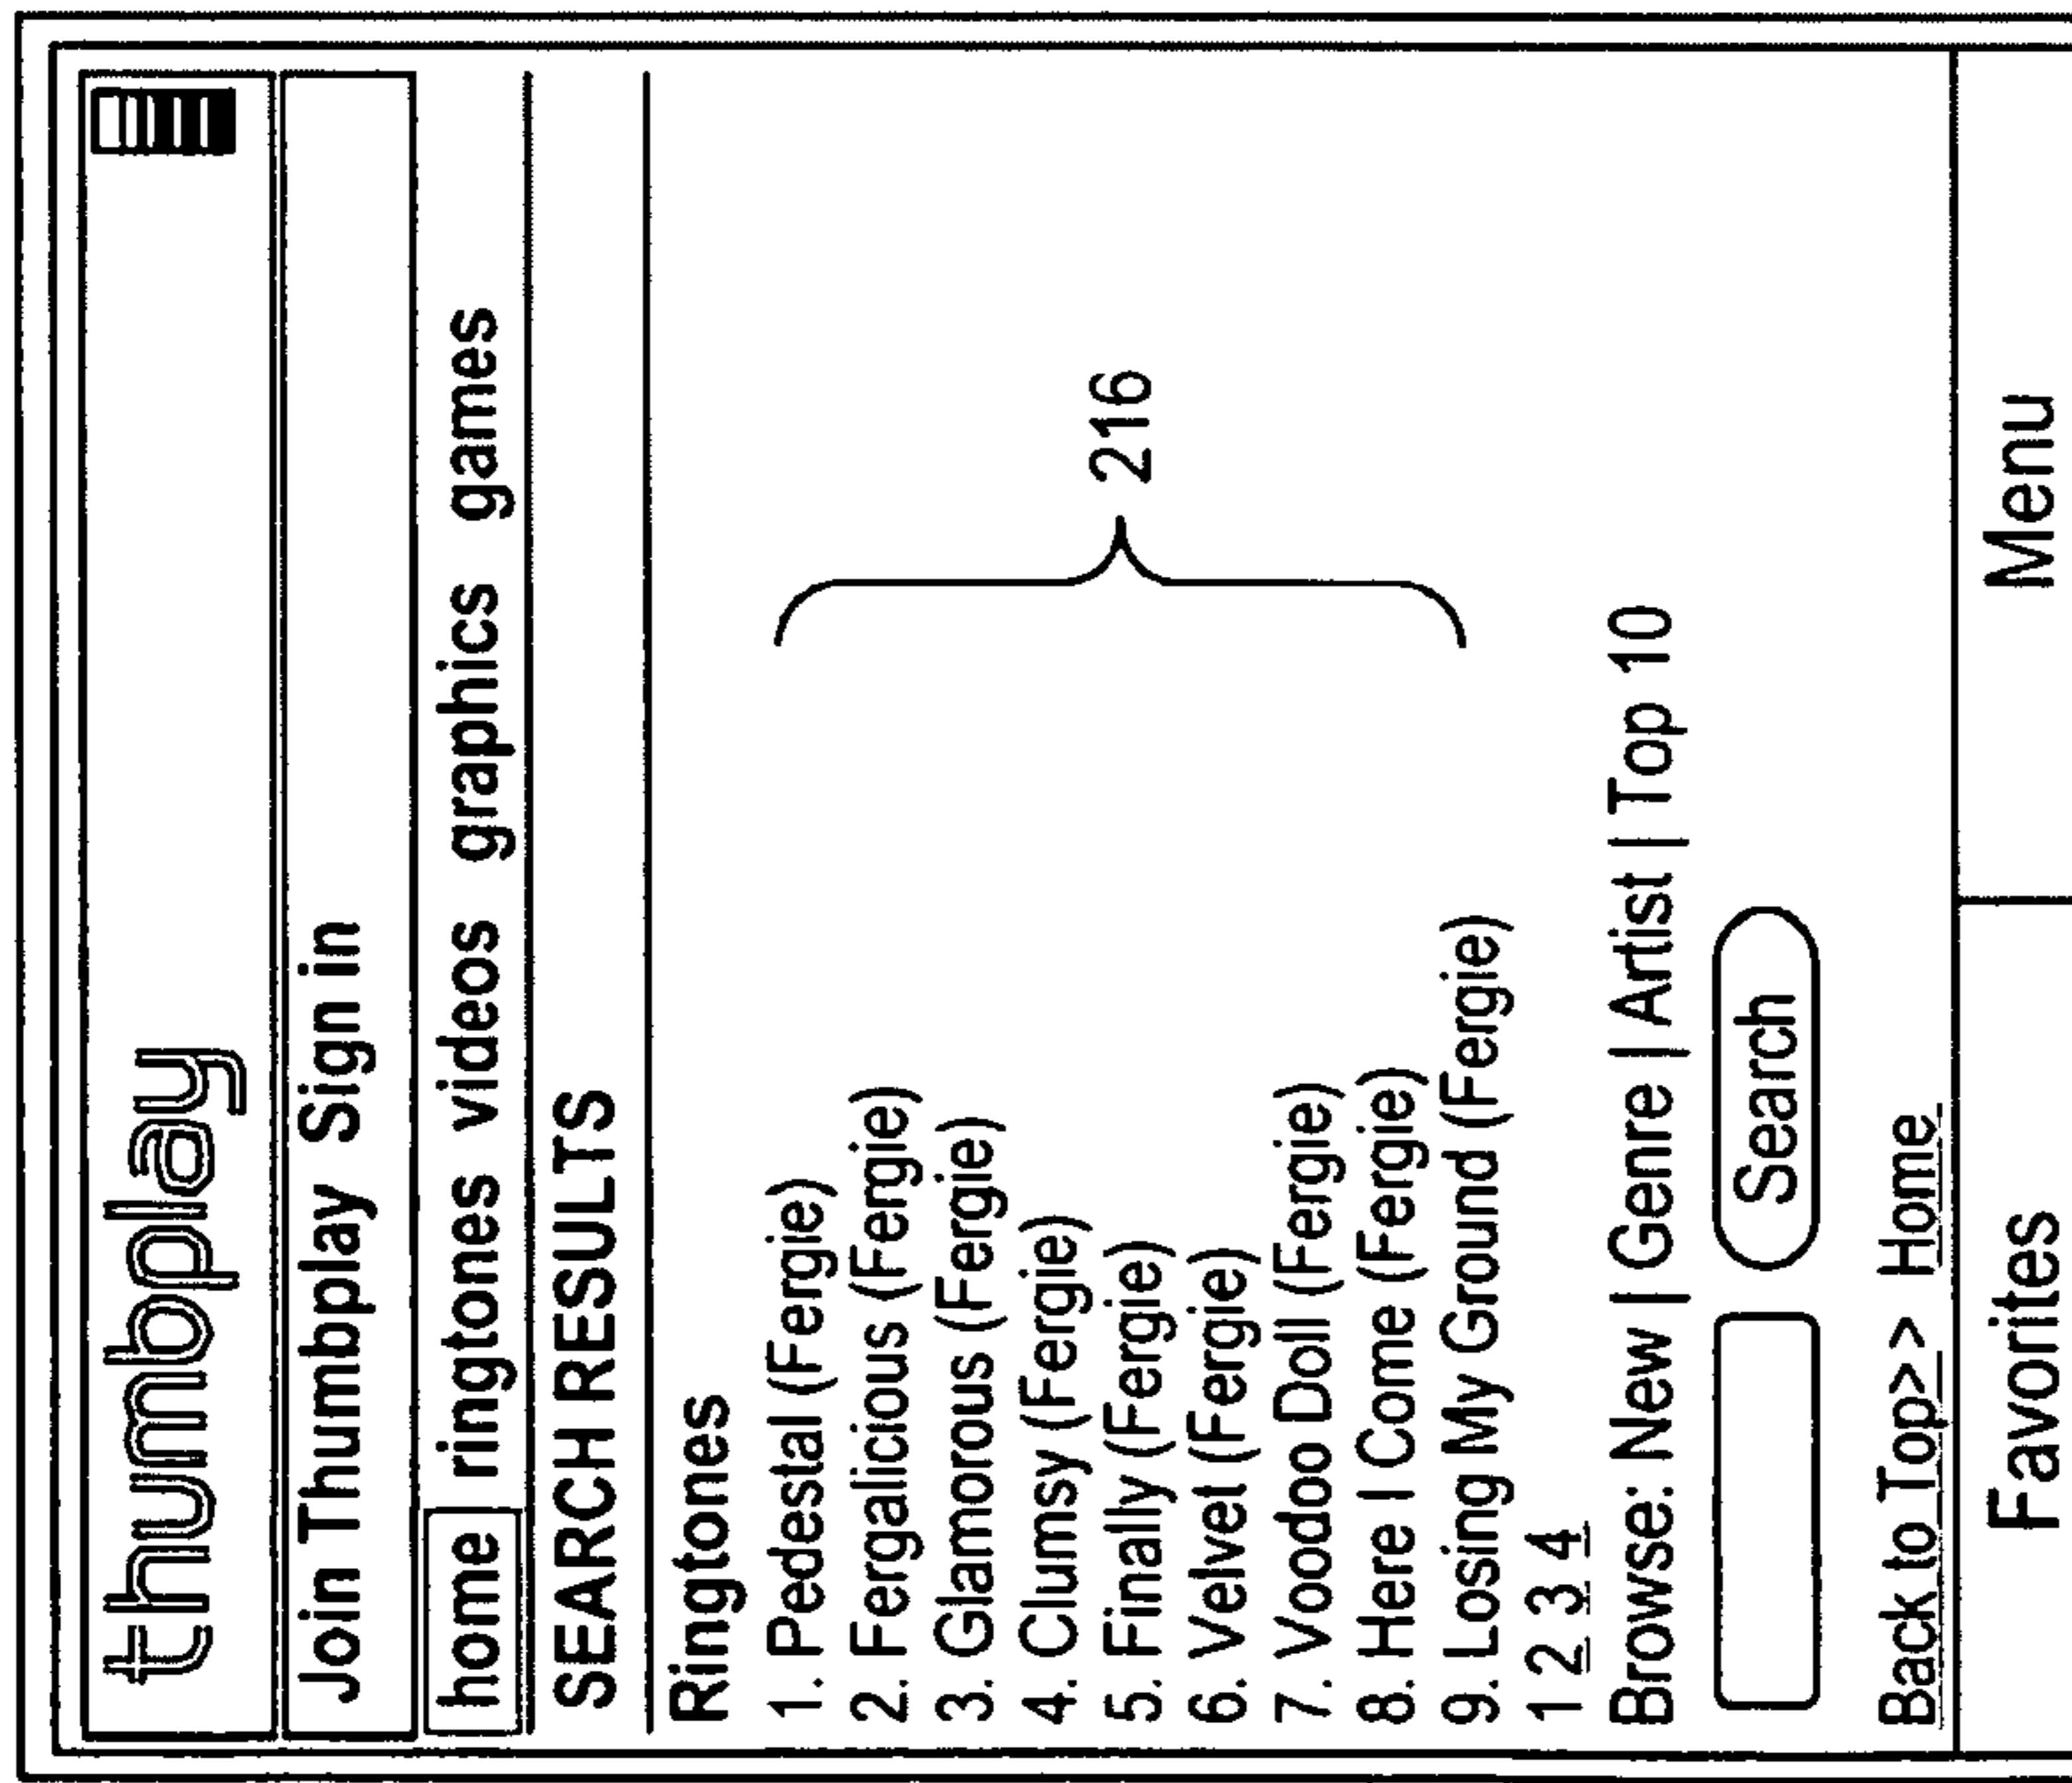 thumbplay
Join Thumbplay Sign in
home ringtones videos graphics games
SEARCH RESULTS
Ringtones
1. Pedestal (Fergie)
2. Fergalicious (Fergie)
3. Glamorous (Fergie)
4. Clumsy (Fergie)
5. Finally (Fergie)
6. Velvet (Fergie)
7. Voodoo Doll (Fergie)
8. Here I Come (Fergie)
9. Losing My Ground (Fergie)
216
1 2 3 4
Browse: New | Genre | Artist | Top 10
Search
Back to Top>> Home
Favorites Menu